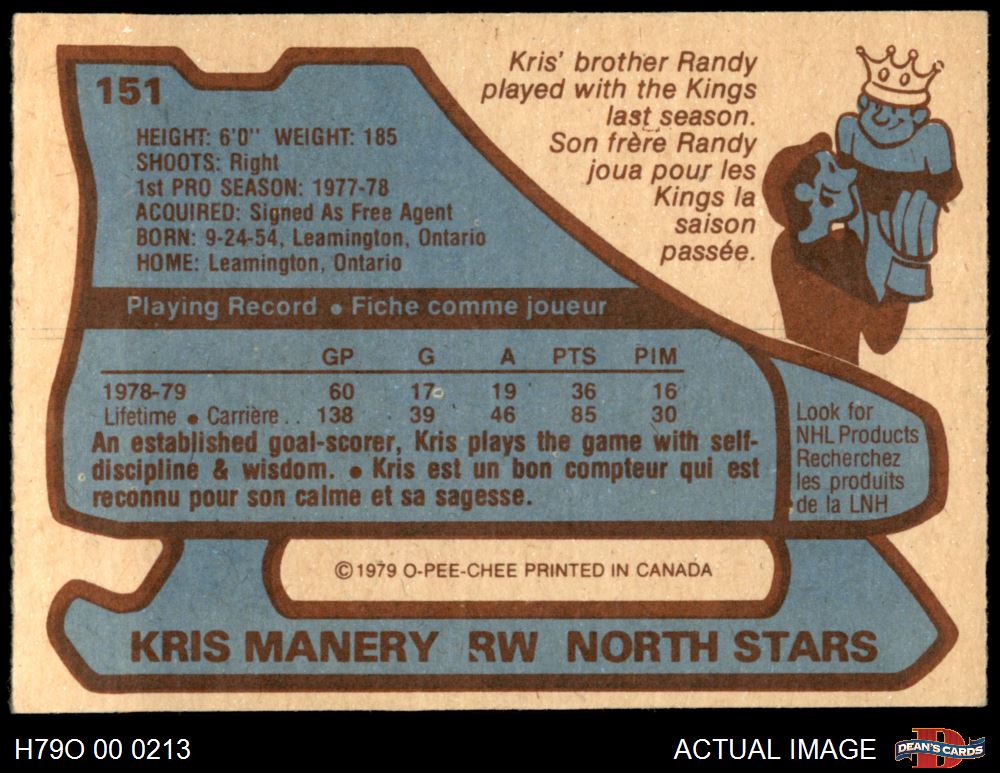 151
HEIGHT: 6'0" WEIGHT: 185
SHOOTS: Right
1st PRO SEASON: 1977-78
ACQUIRED: Signed As Free Agent
BORN: 9-24-54, Leamington, Ontario
HOME: Leamington, Ontario
Kris' brother Randy
played with the Kings
last season.
Son frère Randy
joua pour les
Kings la
saison
passée.
Playing Record • Fiche comme joueur
GP G A PTS PIM
1978-79 60 17 19 36 16
Lifetime • Carrière.. 138 39 46 85 30
An established goal-scorer, Kris plays the game with self-
discipline & wisdom. • Kris est un bon compteur qui est
reconnu pour son calme et sa sagesse.
Look for
NHL Products
Recherchez
les produits
de la LNH
©1979 O-PEE-CHEE PRINTED IN CANADA
KRIS MANERY RW NORTH STARS
H79O 00 0213
ACTUAL IMAGE
D
DEAN'S CARDS